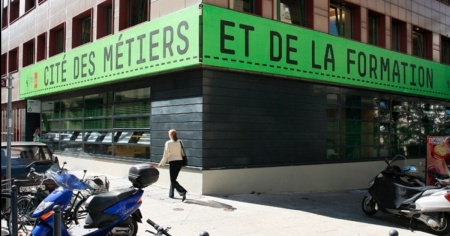 CITÉ DES MÉTIERS
ET DE LA FORMATION